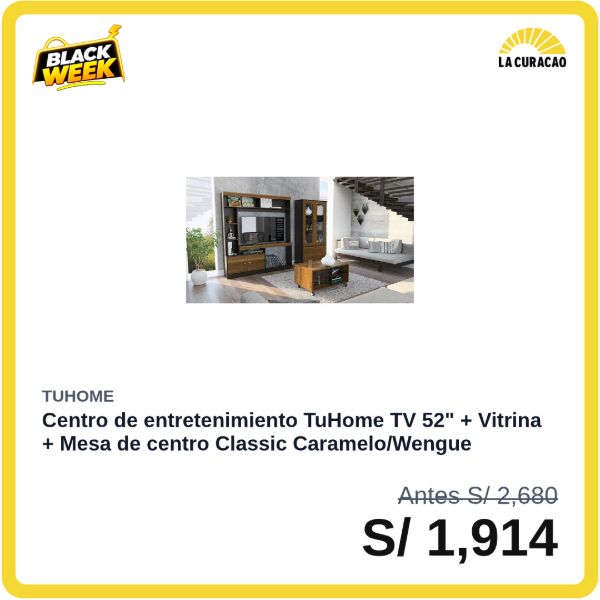 BLACK
WEEK
LA CURACAO
TUHOME
Centro de entretenimiento TuHome TV 52" + Vitrina
+ Mesa de centro Classic Caramelo/Wengue
Antes S/ 2,680
S/ 1,914